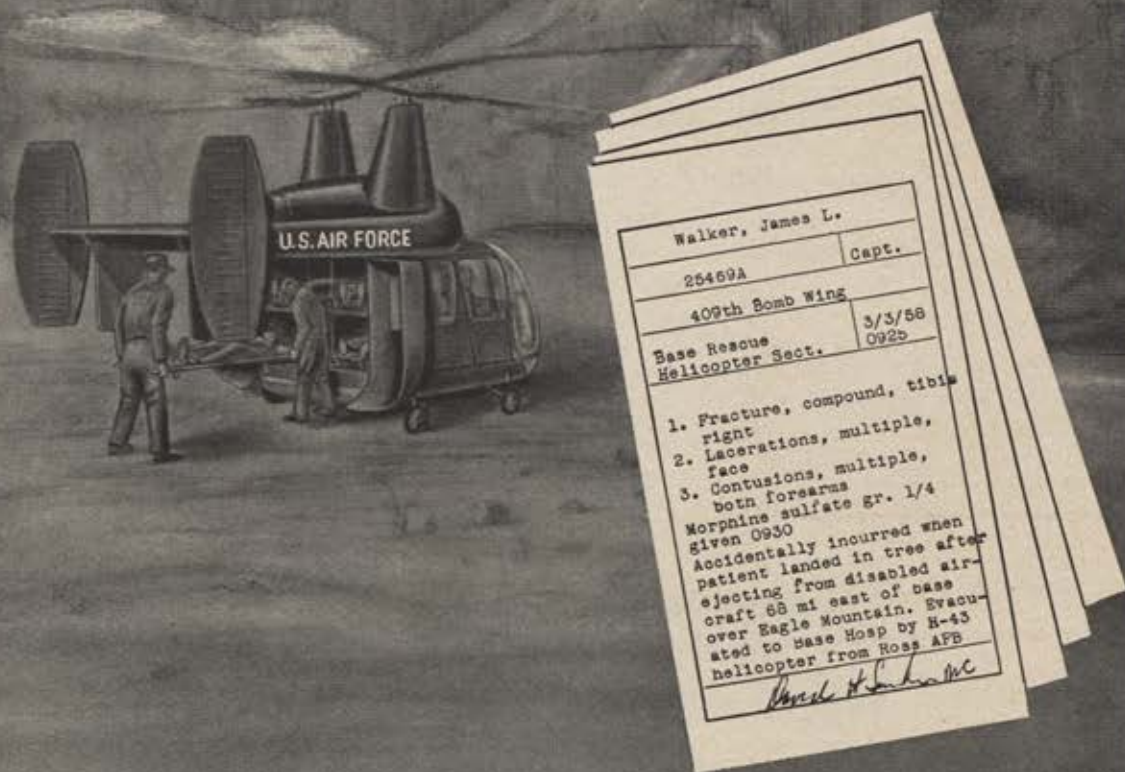 U.S. AIR FORCE
Walker, James L.
25469A
Capt.
409th Bomb Wing
Base Rescue
Helicopter Sect.
3/3/58
0925
1. Fracture, compound, tibia
right
2. Lacerations, multiple,
face
3. Contusions, multiple,
both forearms
Morphine sulfate gr. 1/4
given 0930
Accidentally incurred when
patient landed in tree after
ejecting from disabled air-
craft 68 mi east of base
over Eagle Mountain. Evacu-
ated to Base Hosp by H-43
helicopter from Ross AFB